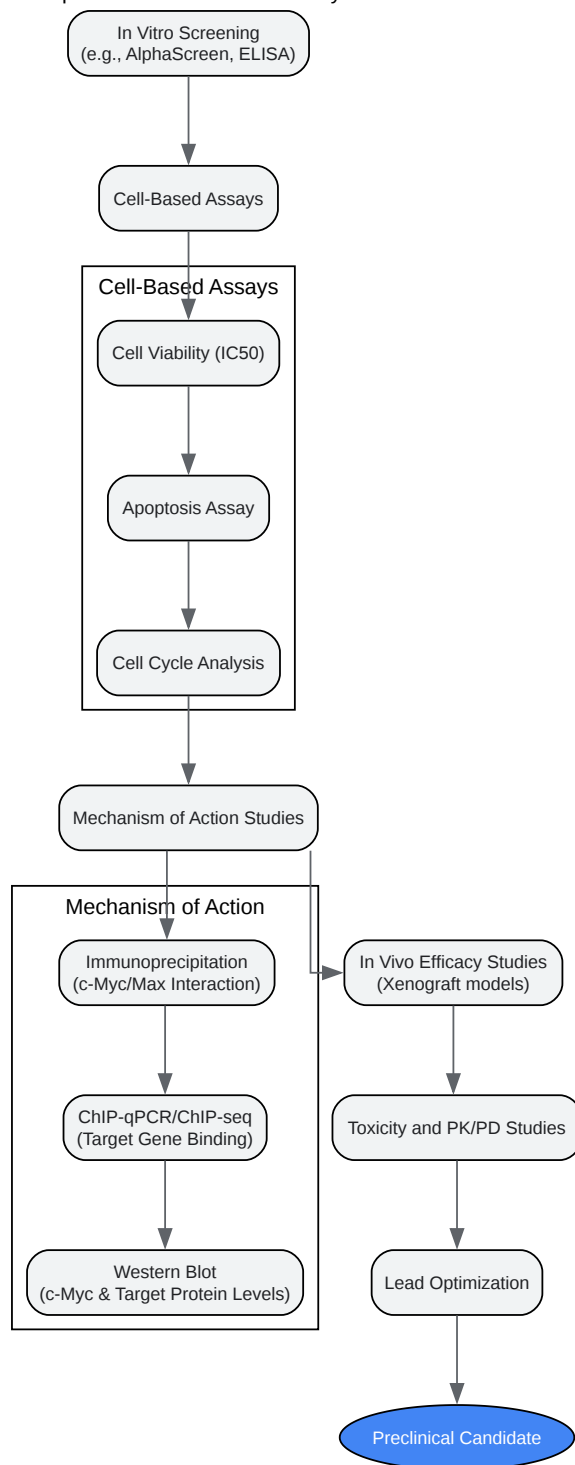 In Vitro Screening
(e.g., AlphaScreen, ELISA)
Cell-Based Assays
Cell-Based Assays
Cell Viability (IC50)
Apoptosis Assay
Cell Cycle Analysis
Mechanism of Action Studies
Mechanism of Action
Immunoprecipitation
(c-Myc/Max Interaction)
In Vivo Efficacy Studies
(Xenograft models)
ChIP-qPCR/ChIP-seq
(Target Gene Binding)
Toxicity and PK/PD Studies
Western Blot
(c-Myc & Target Protein Levels)
Lead Optimization
Preclinical Candidate